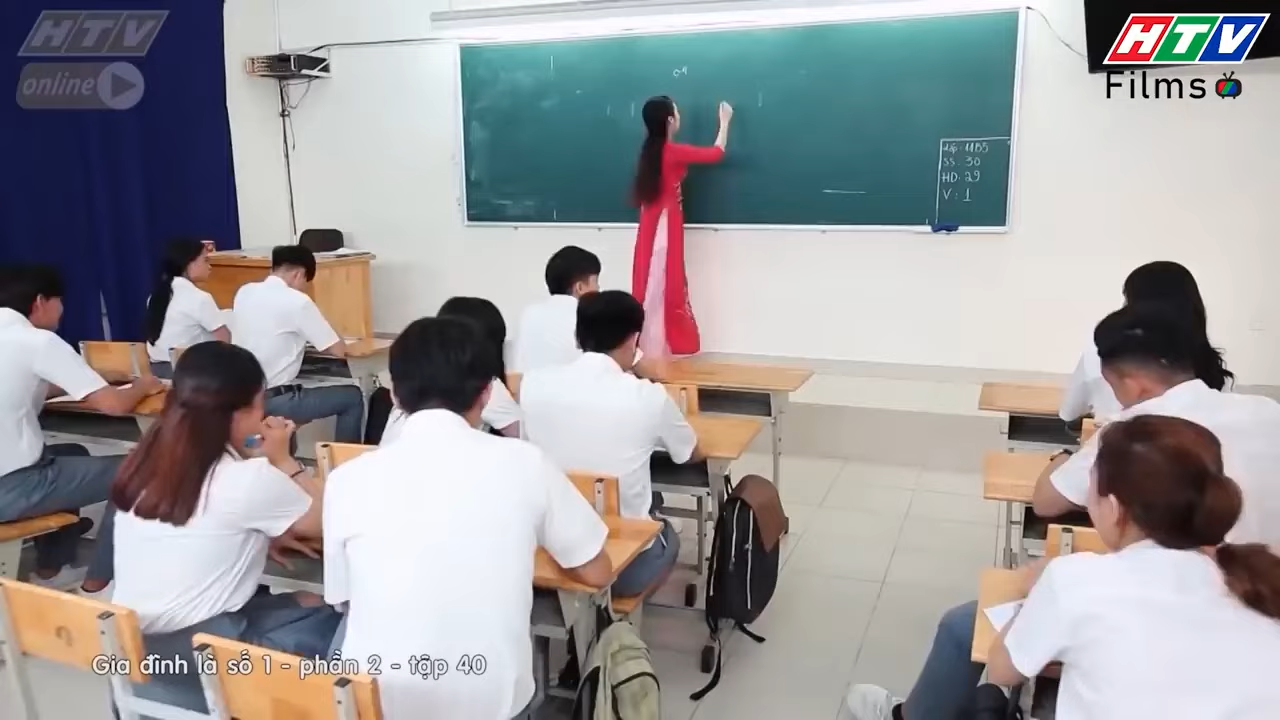 HTV
online
HTV
Films
Lớp: 11B5
SS: 30
HD: 29
V: 1
Gia đình là số 1 - phần 2 - tập 40